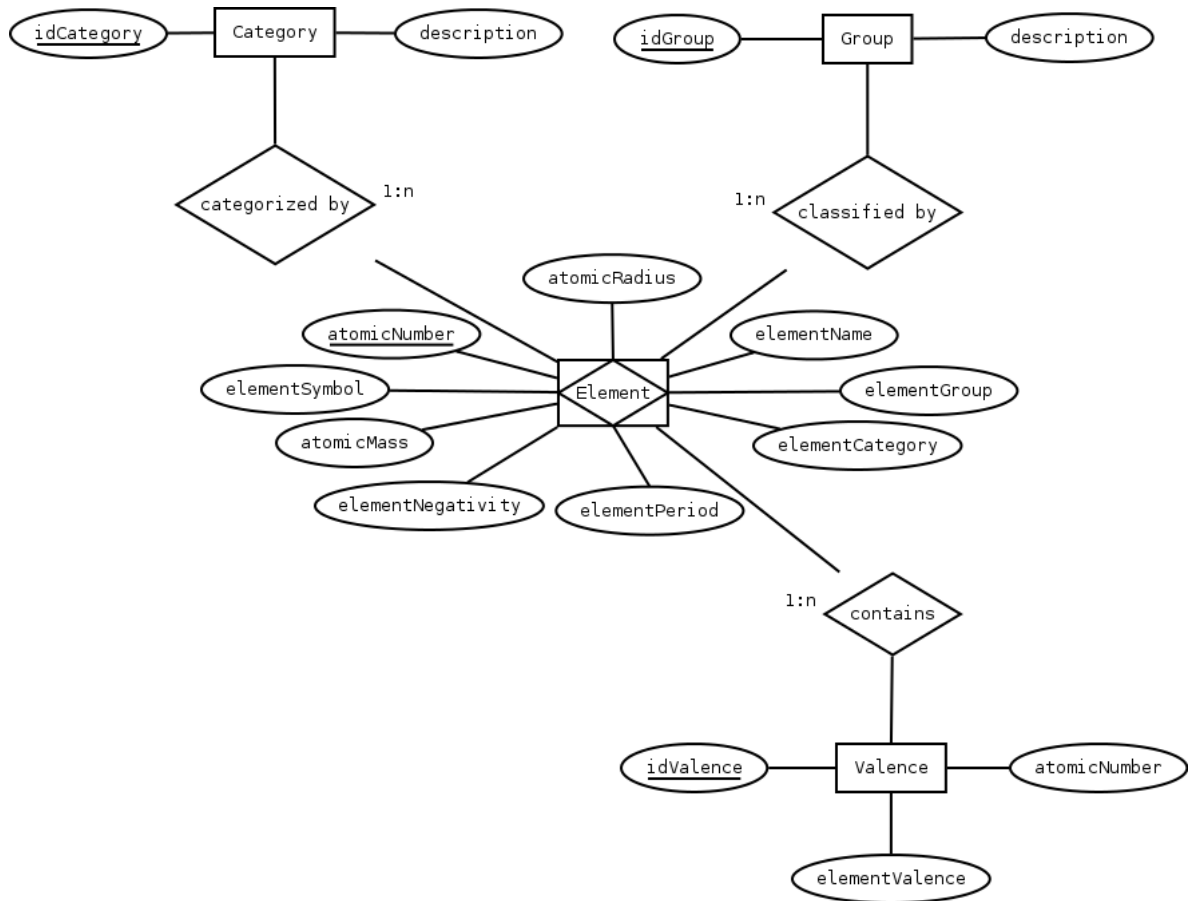 idCategory
Category
description
idGroup
Group
description
categorized by
1:n
1:n
classified by
atomicRadius
atomicNumber
elementName
elementSymbol
Element
elementGroup
atomicMass
elementCategory
elementNegativity
elementPeriod
1:n
contains
idValence
Valence
atomicNumber
elementValence